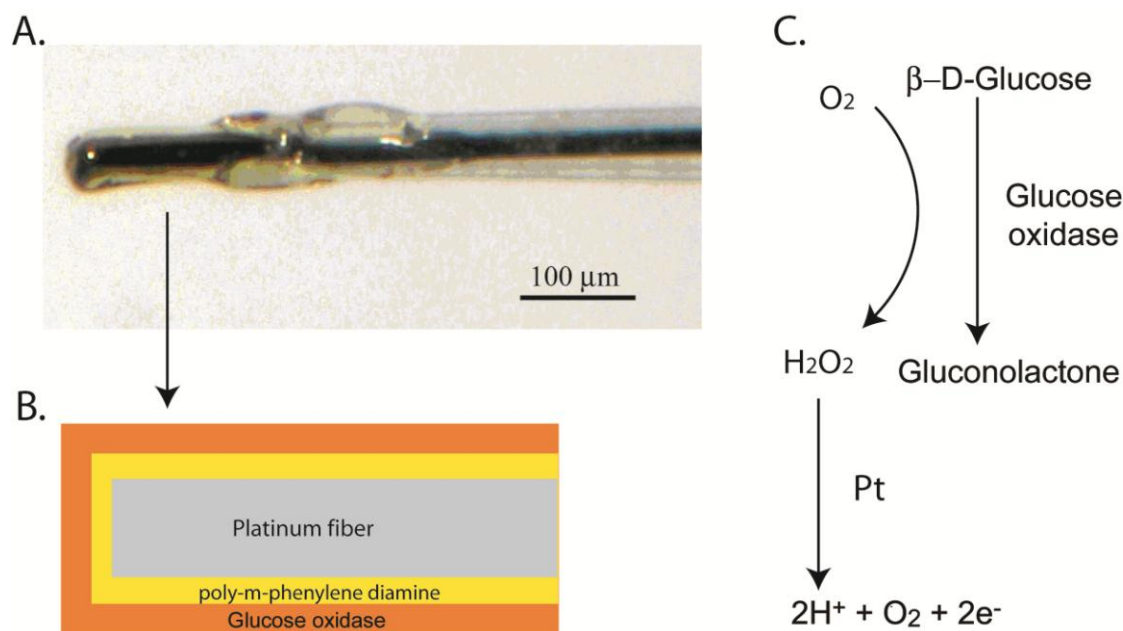 A.
100 µm
B.
Platinum fiber
poly-m-phenylene diamine
Glucose oxidase
C.
O₂
β–D-Glucose
Glucose
oxidase
H₂O₂
Gluconolactone
Pt
2H⁺ + O₂ + 2e⁻